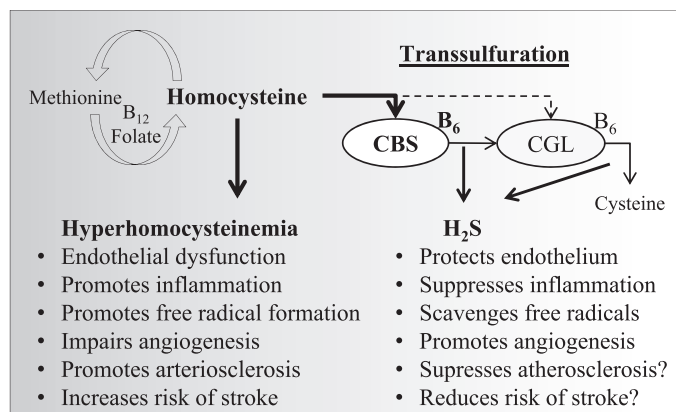 Transsulfuration
Methionine
Homocysteine
B12
Folate
B6
CBS
CGL
B6
Cysteine
Hyperhomocysteinemia
• Endothelial dysfunction
• Promotes inflammation
• Promotes free radical formation
• Impairs angiogenesis
• Promotes arteriosclerosis
• Increases risk of stroke
H2S
• Protects endothelium
• Suppresses inflammation
• Scavenges free radicals
• Promotes angiogenesis
• Supresses atherosclerosis?
• Reduces risk of stroke?